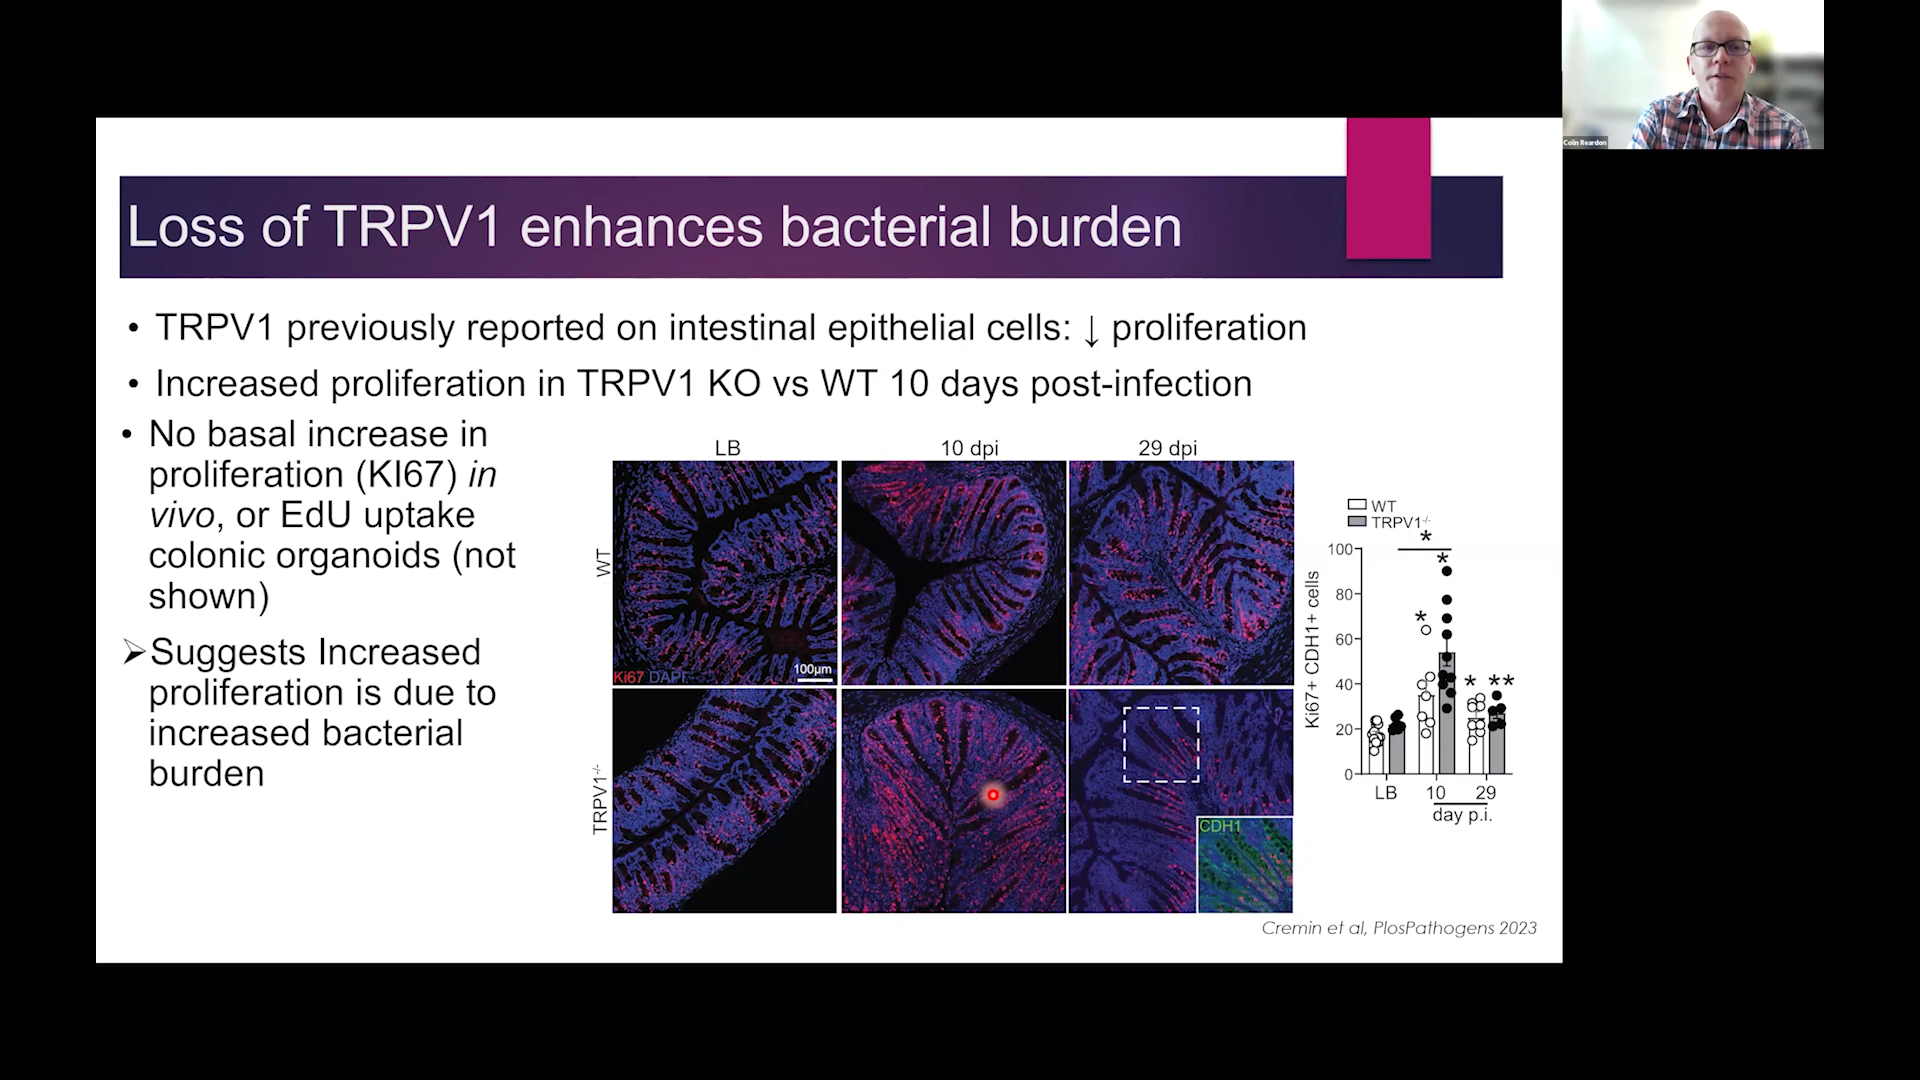 Colin Reardon
Loss of TRPV1 enhances bacterial burden
• TRPV1 previously reported on intestinal epithelial cells: ↓ proliferation
• Increased proliferation in TRPV1 KO vs WT 10 days post-infection
• No basal increase in
proliferation (KI67) in
vivo, or EdU uptake
colonic organoids (not
shown)
➢Suggests Increased
proliferation is due to
increased bacterial
burden
LB
10 dpi
29 dpi
WT
TRPV1-/-
Ki67 DAPI
100µm
CDH1
WT
TRPV1-/-
*
*
*
* **
Ki67+ CDH1+ cells
100
80
60
40
20
0
LB
10
29
day p.i.
Cremin et al, PlosPathogens 2023